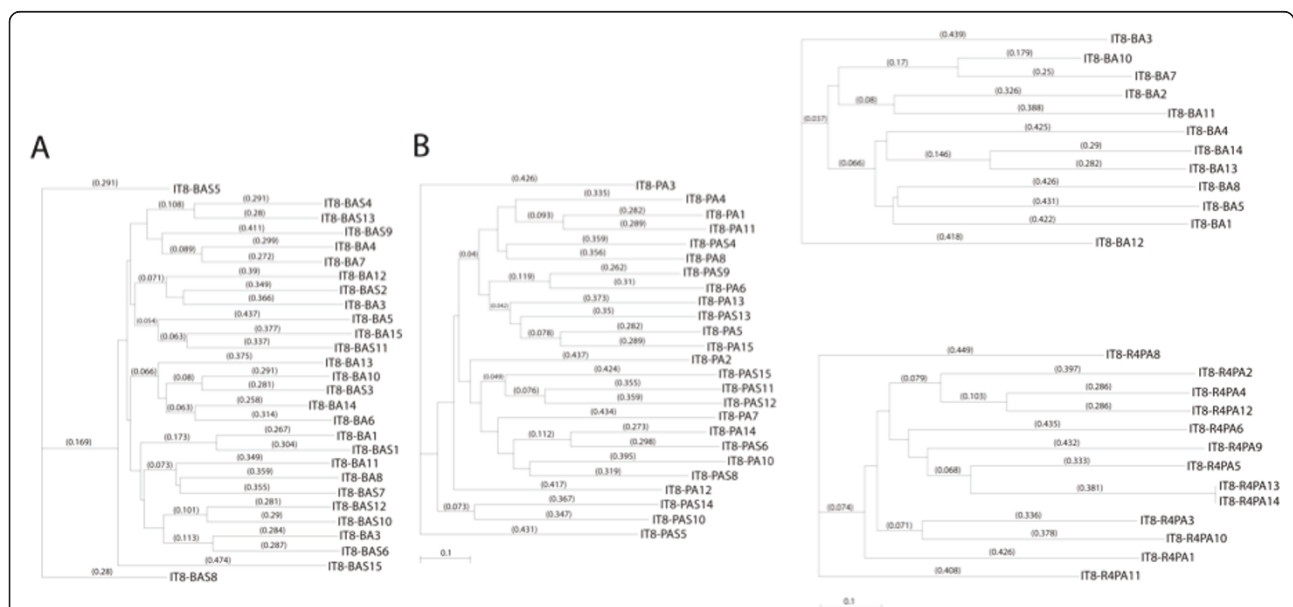 A
(0.291)
IT8-BAS5
(0.108)
(0.291)
IT8-BAS4
(0.28)
IT8-BAS13
(0.411)
IT8-BAS9
(0.299)
IT8-BA4
(0.089)
(0.272)
IT8-BA7
(0.39)
IT8-BA12
(0.071)
(0.349)
IT8-BAS2
(0.366)
IT8-BA3
(0.437)
IT8-BA5
(0.054)
(0.377)
IT8-BA15
(0.063)
(0.337)
IT8-BAS11
(0.375)
IT8-BA13
(0.066)
(0.291)
IT8-BA10
(0.08)
(0.281)
IT8-BAS3
(0.258)
IT8-BA14
(0.063)
(0.314)
IT8-BA6
(0.267)
IT8-BA1
(0.173)
(0.304)
IT8-BAS1
(0.169)
(0.349)
IT8-BA11
(0.073)
(0.359)
IT8-BA8
(0.355)
IT8-BAS7
(0.281)
IT8-BAS12
(0.101)
(0.29)
IT8-BAS10
(0.284)
IT8-BA3
(0.113)
(0.287)
IT8-BAS6
(0.474)
IT8-BAS15
(0.28)
IT8-BAS8
B
(0.426)
IT8-PA3
(0.335)
IT8-PA4
(0.282)
IT8-PA1
(0.093)
(0.289)
IT8-PA11
(0.359)
IT8-PAS4
(0.04)
(0.356)
IT8-PA8
(0.262)
IT8-PAS9
(0.119)
(0.31)
IT8-PA6
(0.373)
IT8-PA13
(0.042)
(0.35)
IT8-PAS13
(0.282)
IT8-PA5
(0.078)
(0.289)
IT8-PA15
(0.437)
IT8-PA2
(0.424)
IT8-PAS15
(0.049)
(0.355)
IT8-PAS11
(0.076)
(0.359)
IT8-PAS12
(0.434)
IT8-PA7
(0.273)
IT8-PA14
(0.112)
(0.298)
IT8-PAS6
(0.395)
IT8-PA10
(0.319)
IT8-PAS8
(0.417)
IT8-PA12
(0.367)
IT8-PAS14
(0.073)
(0.347)
IT8-PAS10
(0.431)
IT8-PAS5
0.1
(0.439)
IT8-BA3
(0.179)
IT8-BA10
(0.17)
(0.25)
IT8-BA7
(0.326)
IT8-BA2
(0.08)
(0.388)
IT8-BA11
(0.037)
(0.425)
IT8-BA4
(0.29)
IT8-BA14
(0.146)
(0.282)
IT8-BA13
(0.066)
(0.426)
IT8-BA8
(0.431)
IT8-BA5
(0.422)
IT8-BA1
(0.418)
IT8-BA12
(0.449)
IT8-R4PA8
(0.397)
IT8-R4PA2
(0.079)
(0.286)
IT8-R4PA4
(0.103)
(0.286)
IT8-R4PA12
(0.435)
IT8-R4PA6
(0.432)
IT8-R4PA9
(0.333)
IT8-R4PA5
(0.068)
(0.381)
IT8-R4PA13
IT8-R4PA14
(0.074)
(0.336)
IT8-R4PA3
(0.071)
(0.378)
IT8-R4PA10
(0.426)
IT8-R4PA1
(0.408)
IT8-R4PA11
0.1